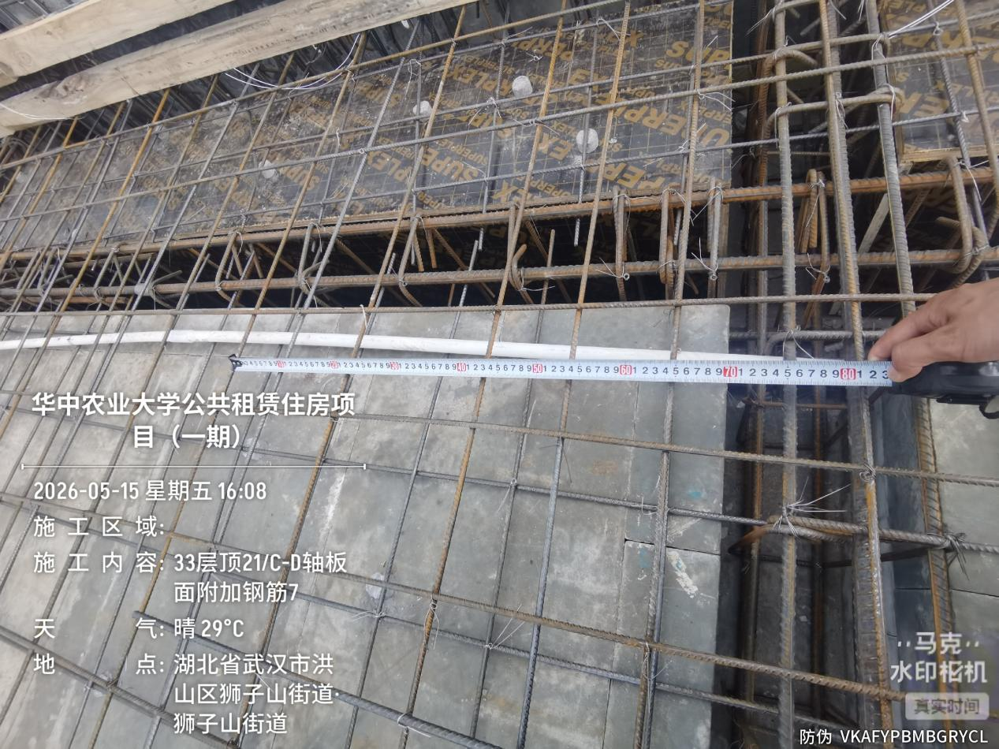 SUPERPLEX
华中农业大学公共租赁住房项
目（一期）
2026-05-15 星期五 16:08
施工区域:
施工内容: 33层顶21/C-D轴板
面附加钢筋7
天气: 晴 29°C
地点: 湖北省武汉市洪
山区狮子山街道·
狮子山街道
马克
水印相机
真实时间
防伪 VKAFYPBMBGRYCL